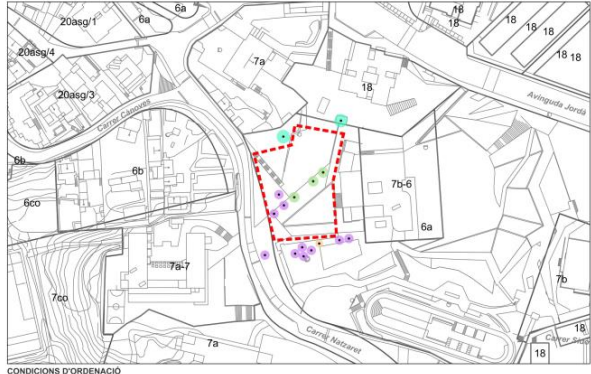 20asg/1
6a
6a
18
18
18
18
18
20asg/4
7a
18
18
20asg/3
Avinguda Jordà
Carrer Cànoves
6b
6b
7b-6
6co
6a
7a-7
7b
7co
Carrer Natzaret
18
7a
18
CONDICIONS D'ORDENACIÓ